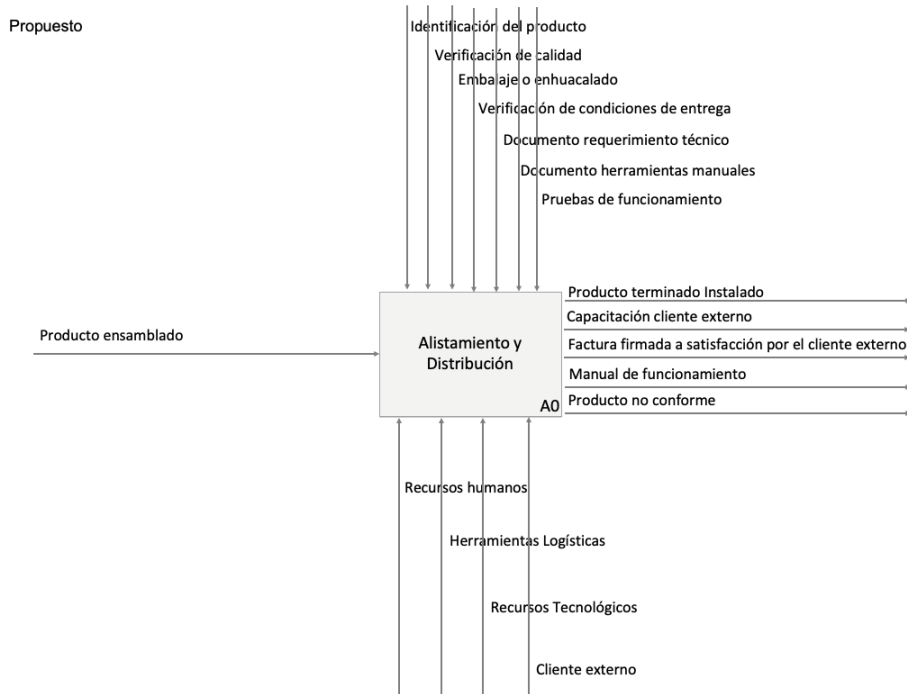 Propuesto
Identificación del producto
Verificación de calidad
Embalaje o enhuacalado
Verificación de condiciones de entrega
Documento requerimiento técnico
Documento herramientas manuales
Pruebas de funcionamiento
Producto ensamblado
Alistamiento y
Distribución
A0
Producto terminado Instalado
Capacitación cliente externo
Factura firmada a satisfacción por el cliente externo
Manual de funcionamiento
Producto no conforme
Recursos humanos
Herramientas Logísticas
Recursos Tecnológicos
Cliente externo